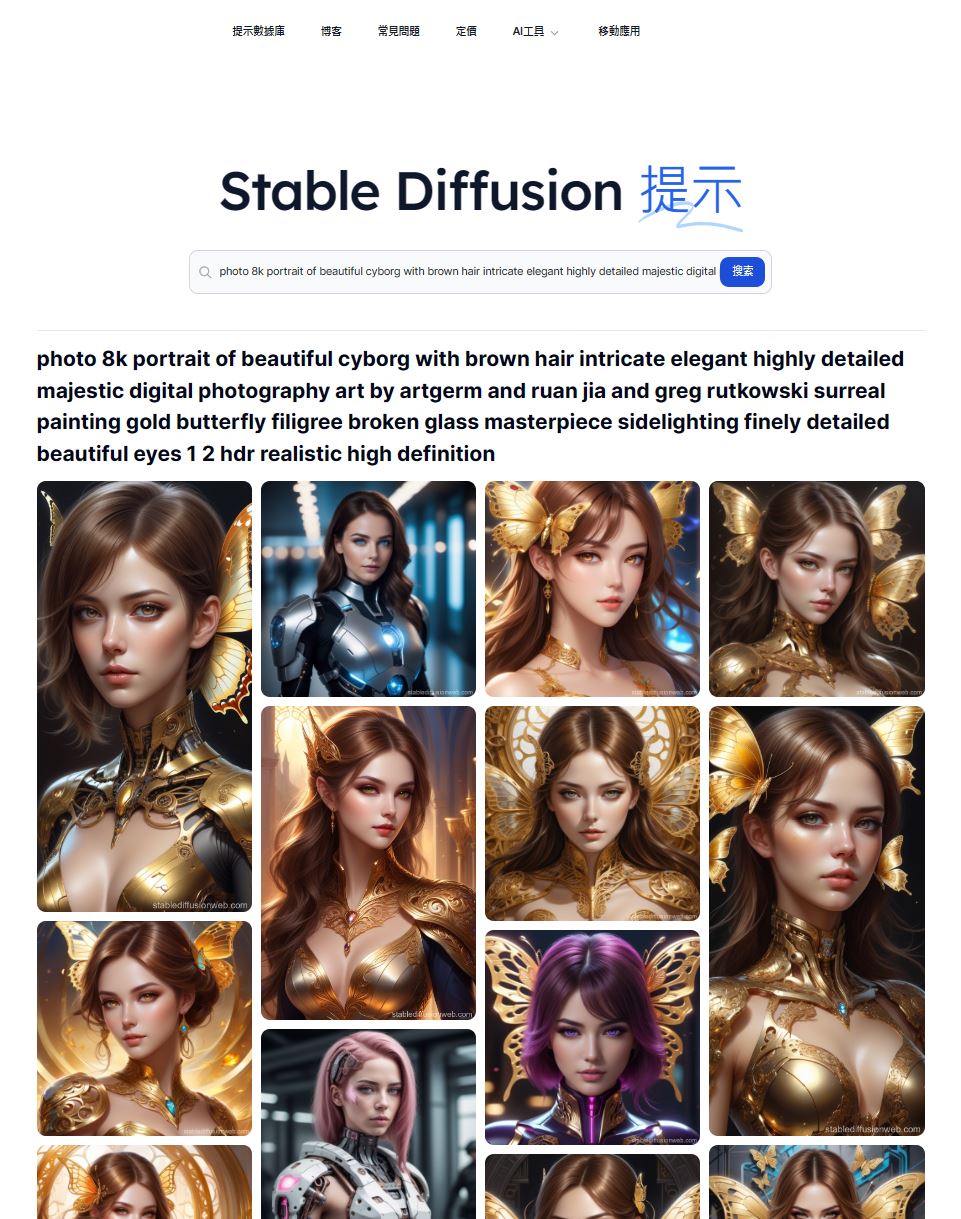 提示數據庫 博客 常見問題 定價 AI工具 移動應用
Stable Diffusion 提示
photo 8k portrait of beautiful cyborg with brown hair intricate elegant highly detailed majestic digital 搜索
photo 8k portrait of beautiful cyborg with brown hair intricate elegant highly detailed
majestic digital photography art by artgerm and ruan jia and greg rutkowski surreal
painting gold butterfly filigree broken glass masterpiece sidelighting finely detailed
beautiful eyes 1 2 hdr realistic high definition
stablediffusionweb.com stablediffusionweb.com stablediffusionweb.com
stablediffusionweb.com
stablediffusionweb.com
stablediffusionweb.com
stablediffusionweb.com stablediffusionweb.com
stablediffusionweb.com
stablediffusionweb.com